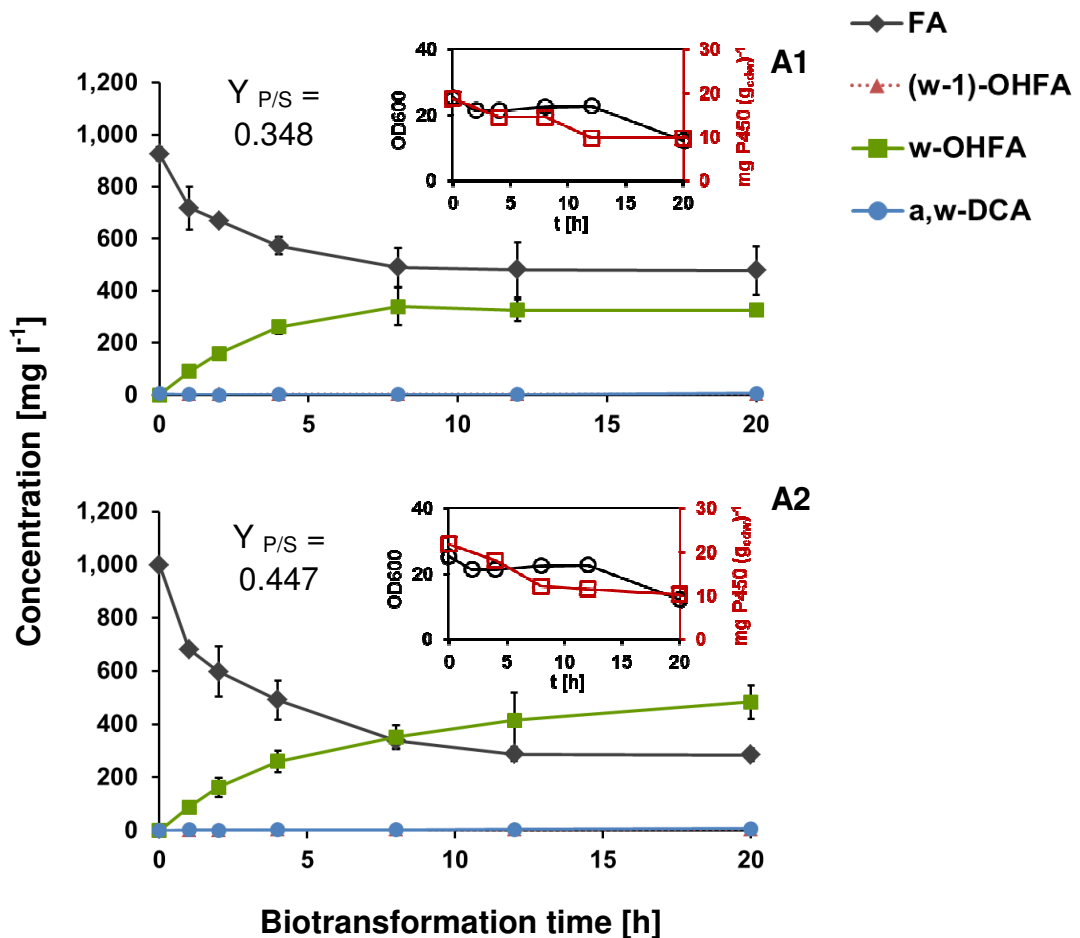 FA
(w-1)-OHFA
w-OHFA
a,w-DCA
Concentration [mg l-1]
A1
Y P/S =
0.348
1,200
1,000
800
600
400
200
0
0 5 10 15 20
OD600
40
20
0
0 5 10 15 20
t [h]
30
20
10
0
mg P450 (gcdw)-1
A2
Y P/S =
0.447
1,200
1,000
800
600
400
200
0
0 5 10 15 20
OD600
40
20
0
0 5 10 15 20
t [h]
30
20
10
0
mg P450 (gcdw)-1
Biotransformation time [h]